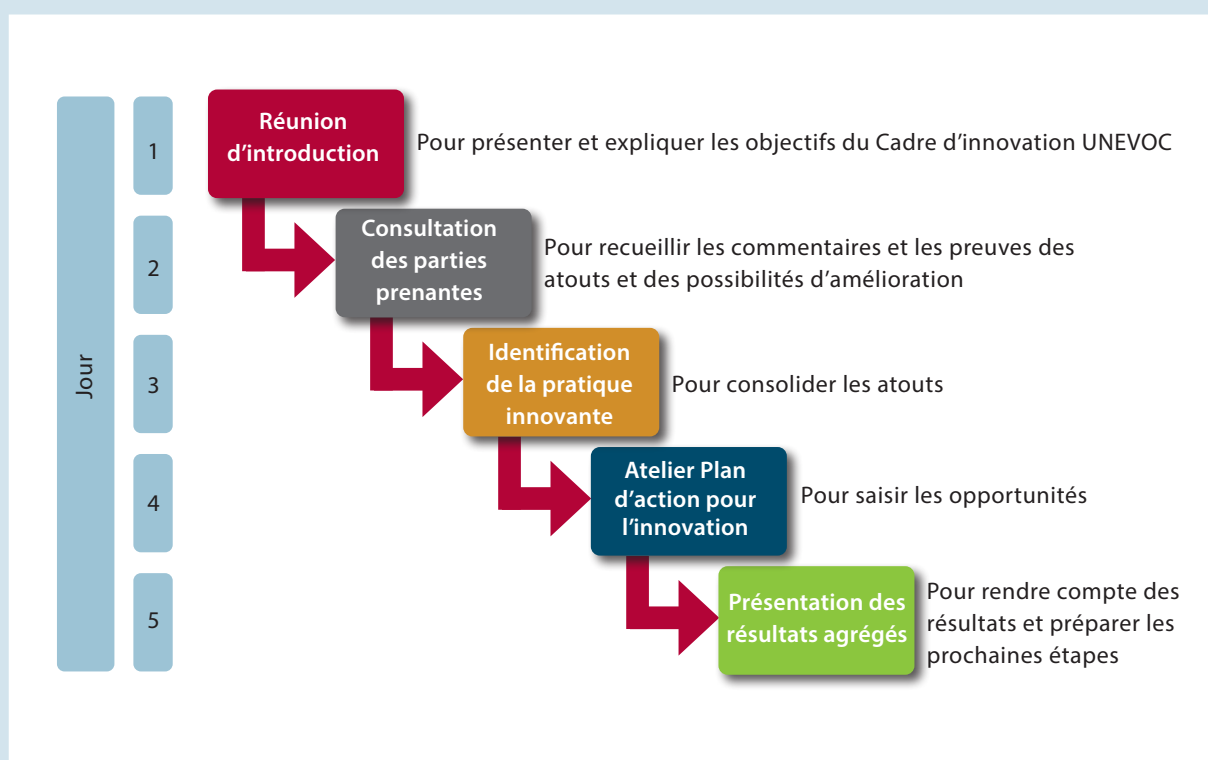 Jour
1
Réunion
d’introduction
Pour présenter et expliquer les objectifs du Cadre d’innovation UNEVOC
2
Consultation
des parties
prenantes
Pour recueillir les commentaires et les preuves des
atouts et des possibilités d’amélioration
3
Identification
de la pratique
innovante
Pour consolider les atouts
4
Atelier Plan
d’action pour
l’innovation
Pour saisir les opportunités
5
Présentation des
résultats agrégés
Pour rendre compte des
résultats et préparer les
prochaines étapes